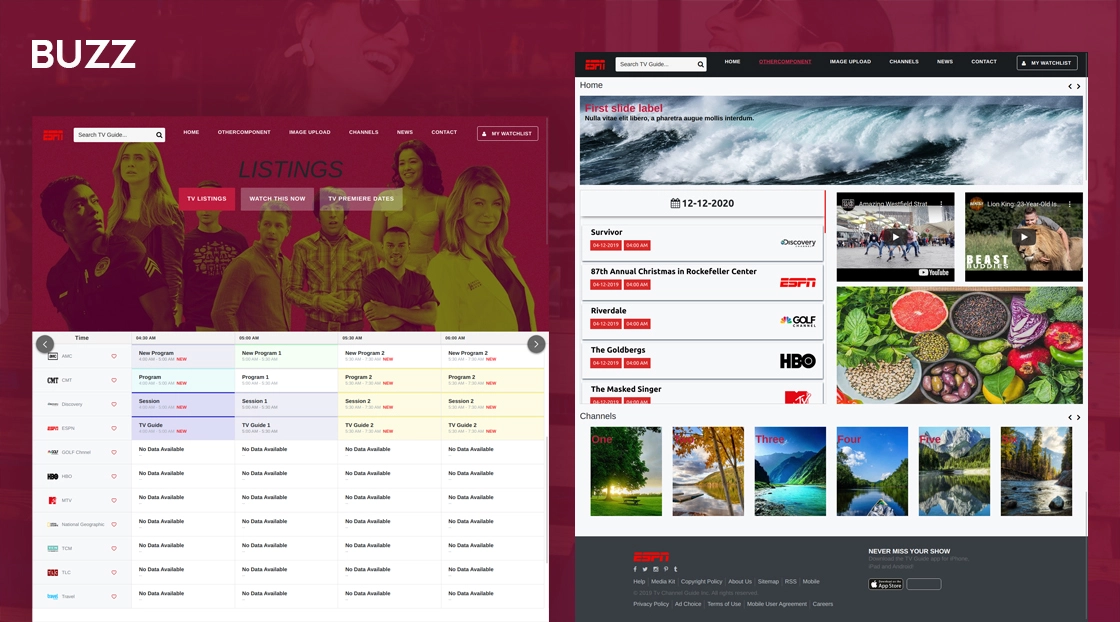 BUZZ
ESPN
Search TV Guide...
HOME
OTHERCOMPONENT
IMAGE UPLOAD
CHANNELS
NEWS
CONTACT
MY WATCHLIST
LISTINGS
TV LISTINGS
WATCH THIS NOW
TV PREMIERE DATES
Time
04:30 AM
05:00 AM
05:30 AM
06:00 AM
AMC
New Program
4:00 AM - 5:00 AM NEW
New Program 1
5:00 AM - 5:30 AM
New Program 2
5:30 AM - 7:30 AM NEW
New Program 2
5:30 AM - 7:30 AM NEW
CMT CMT
Program
4:00 AM - 5:00 AM NEW
Program 1
5:00 AM - 5:30 AM
Program 2
5:30 AM - 7:30 AM NEW
Program 2
5:30 AM - 7:30 AM NEW
Discovery
Session
4:00 AM - 5:00 AM NEW
Session 1
5:00 AM - 5:30 AM
Session 2
5:30 AM - 7:30 AM NEW
Session 2
5:30 AM - 7:30 AM NEW
ESPN ESPN
TV Guide
4:00 AM - 5:00 AM NEW
TV Guide 1
5:00 AM - 5:30 AM
TV Guide 2
5:30 AM - 7:30 AM NEW
TV Guide 2
5:30 AM - 7:30 AM NEW
GOLF Chnnel
No Data Available
No Data Available
No Data Available
No Data Available
HBO HBO
No Data Available
No Data Available
No Data Available
No Data Available
MTV
No Data Available
No Data Available
No Data Available
No Data Available
National Geographic
No Data Available
No Data Available
No Data Available
No Data Available
TCM
No Data Available
No Data Available
No Data Available
No Data Available
TLC TLC
No Data Available
No Data Available
No Data Available
No Data Available
Travel
No Data Available
No Data Available
No Data Available
No Data Available
ESPN
Search TV Guide...
HOME
OTHERCOMPONENT
IMAGE UPLOAD
CHANNELS
NEWS
CONTACT
MY WATCHLIST
Home
First slide label
Nulla vitae elit libero, a pharetra augue mollis interdum.
12-12-2020
Survivor
04-12-2019 04:00 AM
Discovery
87th Annual Christmas in Rockefeller Center
04-12-2019 04:00 AM
ESPN
Riverdale
04-12-2019 04:00 AM
GOLF
CHANNEL
The Goldbergs
04-12-2019 04:00 AM
HBO
The Masked Singer
04-12-2019 04:00 AM
Amazing Westfield Strat...
YouTube
Lion King: 23-Year-Old Is...
BEAST
BUDDIES
Channels
One
Three
Four
Five
ESPN
Help
Media Kit
Copyright Policy
About Us
Sitemap
RSS
Mobile
© 2019 Tv Channel Guide Inc. All rights reserved.
Privacy Policy
Ad Choice
Terms of Use
Mobile User Agreement
Careers
NEVER MISS YOUR SHOW
Download the TV Guide app for iPhone,
iPad and Android!
Download on the
App Store